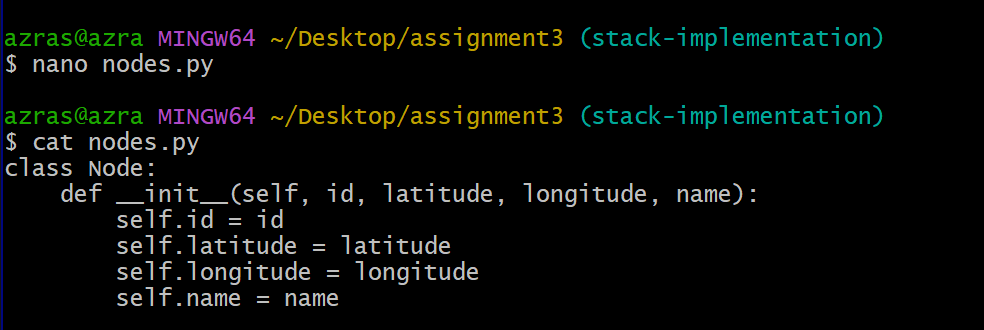 azras@azra MINGW64 ~/Desktop/assignment3 (stack-implementation)
$ nano nodes.py
azras@azra MINGW64 ~/Desktop/assignment3 (stack-implementation)
$ cat nodes.py
class Node:
    def __init__(self, id, latitude, longitude, name):
        self.id = id
        self.latitude = latitude
        self.longitude = longitude
        self.name = name